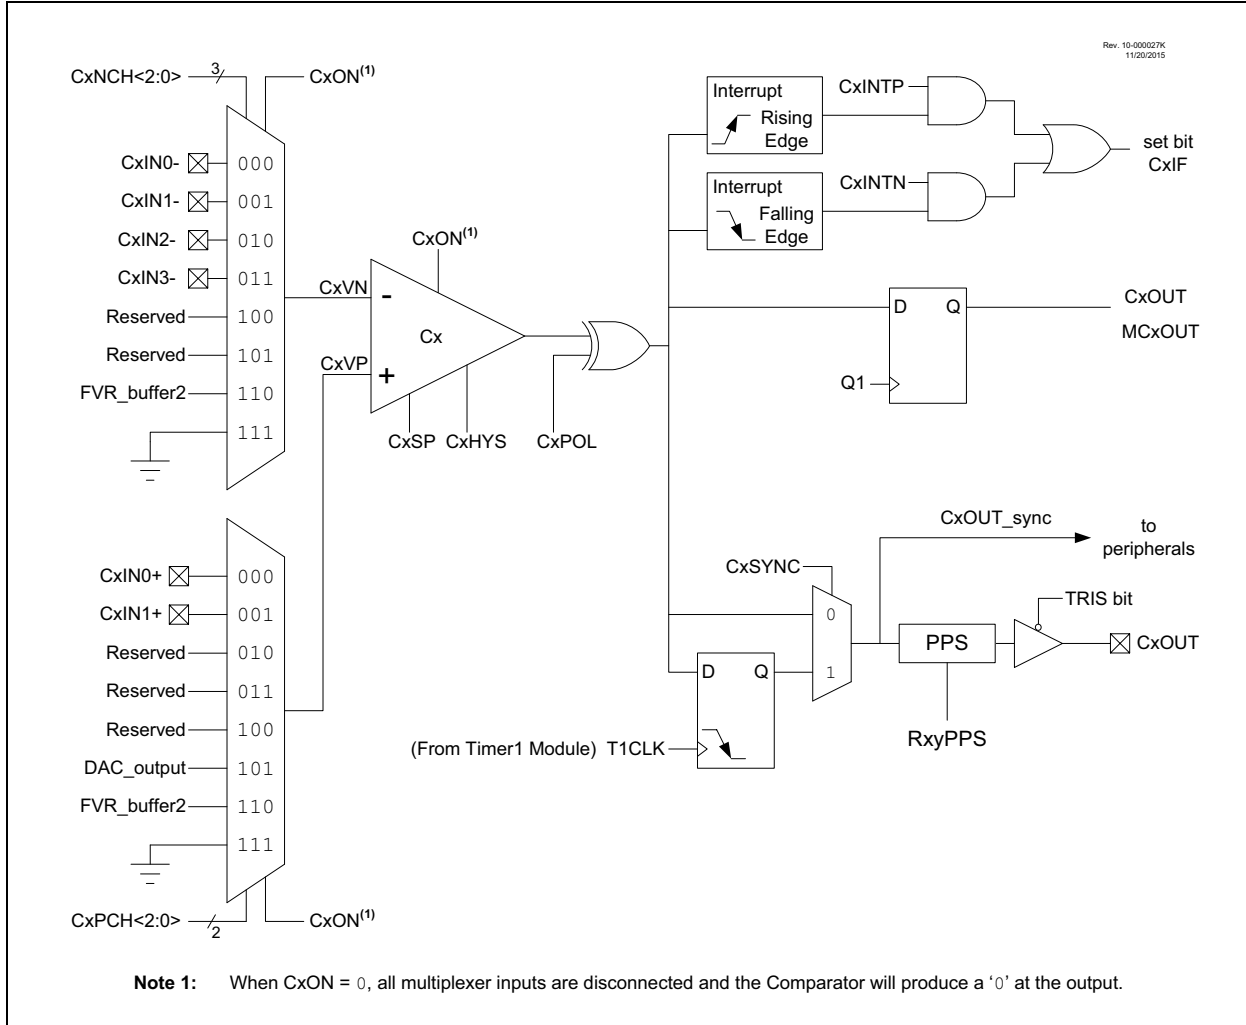 Rev. 10-000027K
11/20/2015
CxNCH<2:0>
3
CxON(1)
CxIN0-
000
CxIN1-
001
CxIN2-
010
CxIN3-
011
Reserved
100
Reserved
101
FVR_buffer2
110
111
CxVN
-
CxVP
+
Cx
CxON(1)
CxSP
CxHYS
CxPOL
Interrupt
Rising
Edge
CxINTP
Interrupt
Falling
Edge
CxINTN
set bit
CxIF
D
Q
Q1
CxOUT
MCxOUT
CxOUT_sync
to
peripherals
CxSYNC
0
1
D
Q
(From Timer1 Module) T1CLK
PPS
RxyPPS
TRIS bit
CxOUT
CxIN0+
000
CxIN1+
001
Reserved
010
Reserved
011
Reserved
100
DAC_output
101
FVR_buffer2
110
111
CxPCH<2:0>
2
CxON(1)
Note 1: When CxON = 0, all multiplexer inputs are disconnected and the Comparator will produce a ‘0’ at the output.